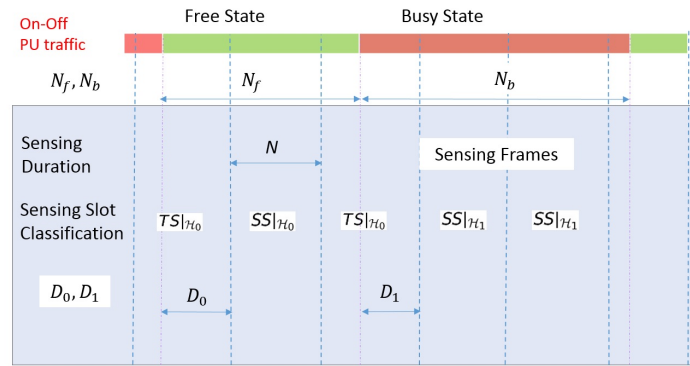 On-Off
PU traffic
Free State
Busy State
N_f, N_b
N_f
N_b
Sensing
Duration
N
Sensing Frames
Sensing Slot
Classification
TS|_{ℋ_0}
SS|_{ℋ_0}
TS|_{ℋ_0}
SS|_{ℋ_1}
SS|_{ℋ_1}
D_0, D_1
D_0
D_1